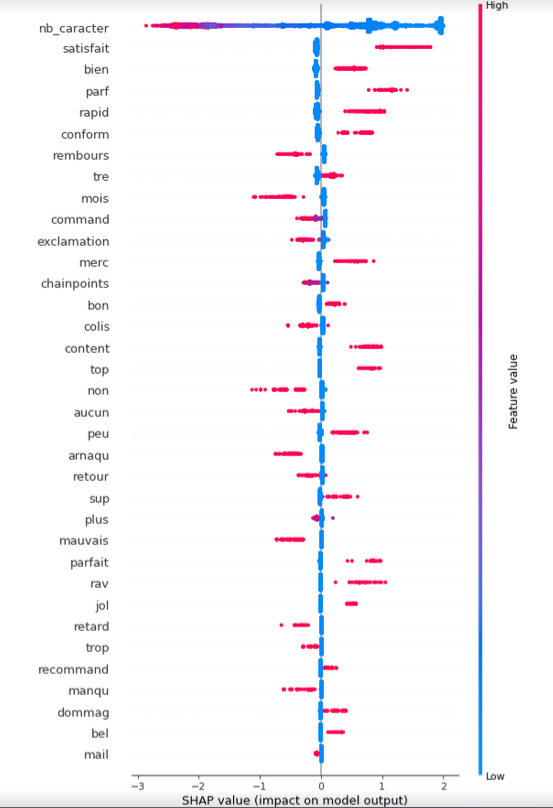 High
nb_caracter
satisfait
bien
parf
rapid
conform
rembours
tre
mois
command
exclamation
merc
chainpoints
bon
colis
content
top
non
aucun
peu
arnaqu
retour
sup
plus
mauvais
parfait
rav
jol
retard
trop
recommand
manqu
dommag
bel
mail
Feature value
Low
−3 −2 −1 0 1 2
SHAP value (impact on model output)